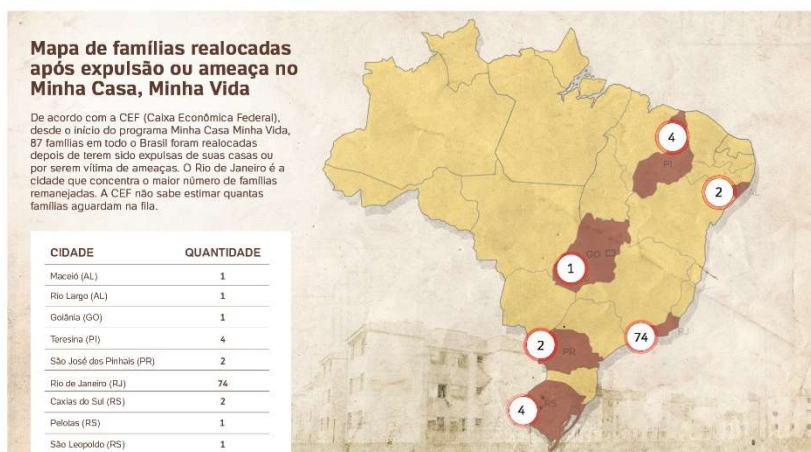 Mapa de famílias realocadas
após expulsão ou ameaça no
Minha Casa, Minha Vida
De acordo com a CEF (Caixa Econômica Federal),
desde o início do programa Minha Casa Minha Vida,
87 famílias em todo o Brasil foram realocadas
depois de terem sido expulsas de suas casas ou
por serem vítima de ameaças. O Rio de Janeiro é a
cidade que concentra o maior número de famílias
remanejadas. A CEF não sabe estimar quantas
famílias aguardam na fila.
CIDADE QUANTIDADE
Maceió (AL) 1
Rio Largo (AL) 1
Goiânia (GO) 1
Teresina (PI) 4
São José dos Pinhais (PR) 2
Rio de Janeiro (RJ) 74
Caxias do Sul (RS) 2
Pelotas (RS) 1
São Leopoldo (RS) 1
4
PI
2
GO
1
74
RJ
2
PR
4
RS